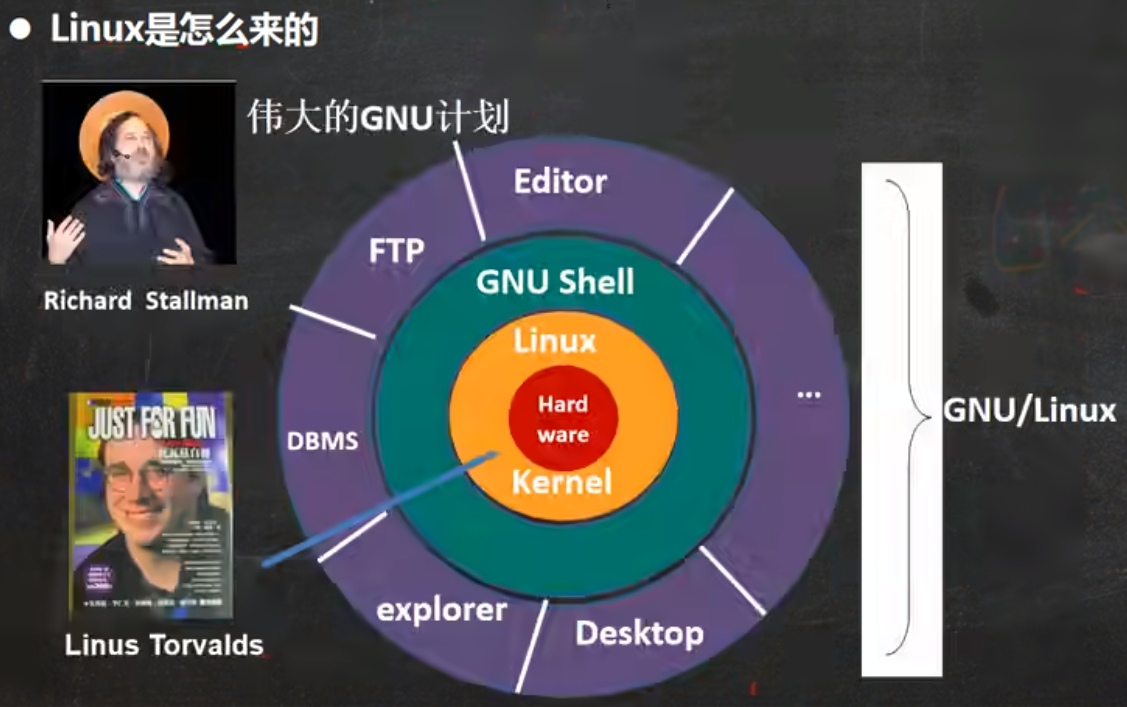 ● Linux是怎么来的
伟大的GNU计划
Richard Stallman
JUST FOR FUN
Linus Torvalds
Editor
FTP
GNU Shell
Linux
Hard
ware
Kernel
DBMS
explorer
Desktop
...
GNU/Linux